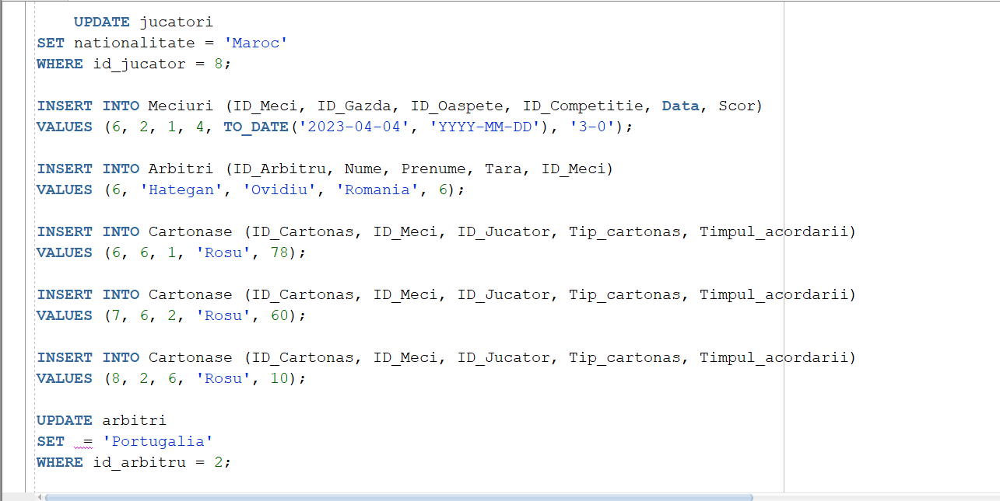 UPDATE jucatori
SET nationalitate = 'Maroc'
WHERE id_jucator = 8;
INSERT INTO Meciuri (ID_Meci, ID_Gazda, ID_Oaspete, ID_Competitie, Data, Scor)
VALUES (6, 2, 1, 4, TO_DATE('2023-04-04', 'YYYY-MM-DD'), '3-0');
INSERT INTO Arbitri (ID_Arbitru, Nume, Prenume, Tara, ID_Meci)
VALUES (6, 'Hategan', 'Ovidiu', 'Romania', 6);
INSERT INTO Cartonase (ID_Cartonas, ID_Meci, ID_Jucator, Tip_cartonas, Timpul_acordarii)
VALUES (6, 6, 1, 'Rosu', 78);
INSERT INTO Cartonase (ID_Cartonas, ID_Meci, ID_Jucator, Tip_cartonas, Timpul_acordarii)
VALUES (7, 6, 2, 'Rosu', 60);
INSERT INTO Cartonase (ID_Cartonas, ID_Meci, ID_Jucator, Tip_cartonas, Timpul_acordarii)
VALUES (8, 2, 6, 'Rosu', 10);
UPDATE arbitri
SET = 'Portugalia'
WHERE id_arbitru = 2;